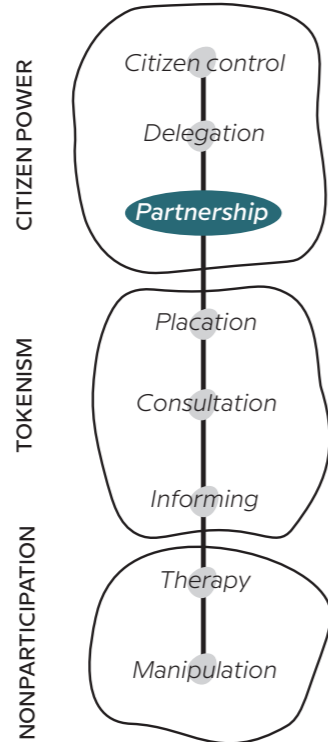 CITIZEN POWER
Citizen control
Delegation
Partnership
TOKENISM
Placation
Consultation
Informing
NONPARTICIPATION
Therapy
Manipulation